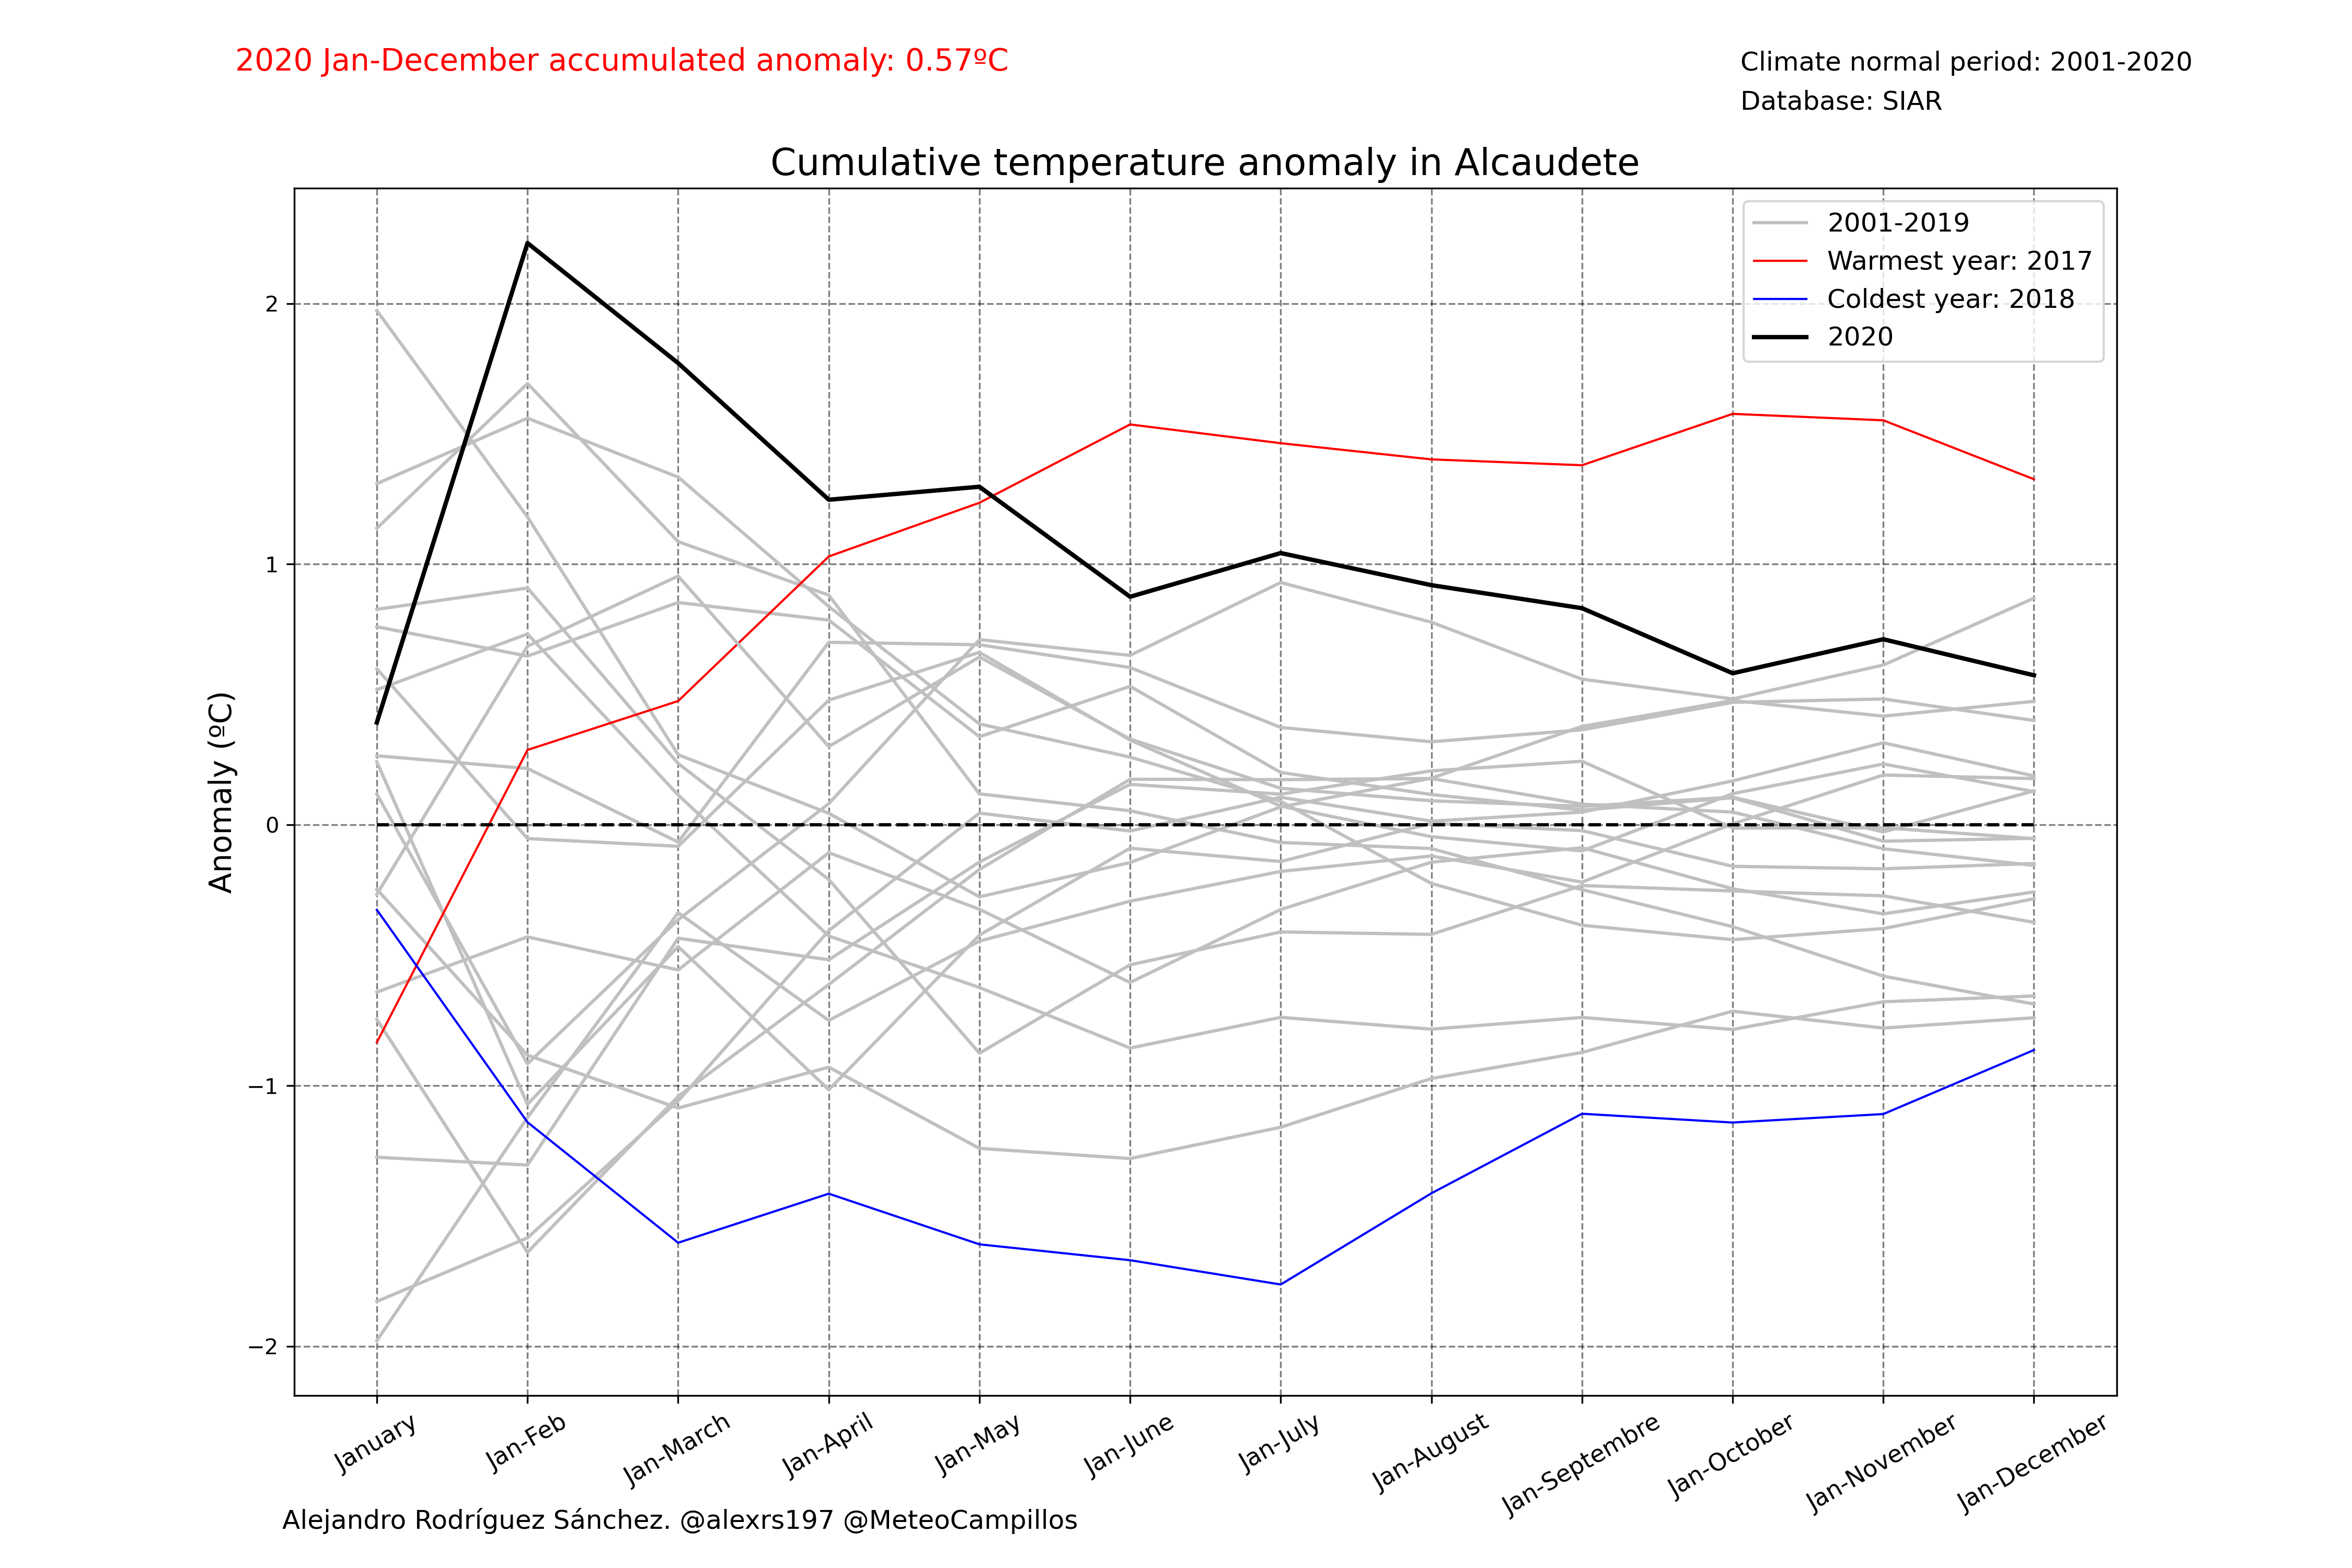 2020 Jan-December accumulated anomaly: 0.57ºC
Climate normal period: 2001-2020
Database: SIAR
Cumulative temperature anomaly in Alcaudete
2001-2019
Warmest year: 2017
Coldest year: 2018
2020
Anomaly (ºC)
2
1
0
−1
−2
January
Jan-Feb
Jan-March
Jan-April
Jan-May
Jan-June
Jan-July
Jan-August
Jan-Septembre
Jan-October
Jan-November
Jan-December
Alejandro Rodríguez Sánchez. @alexrs197 @MeteoCampillos